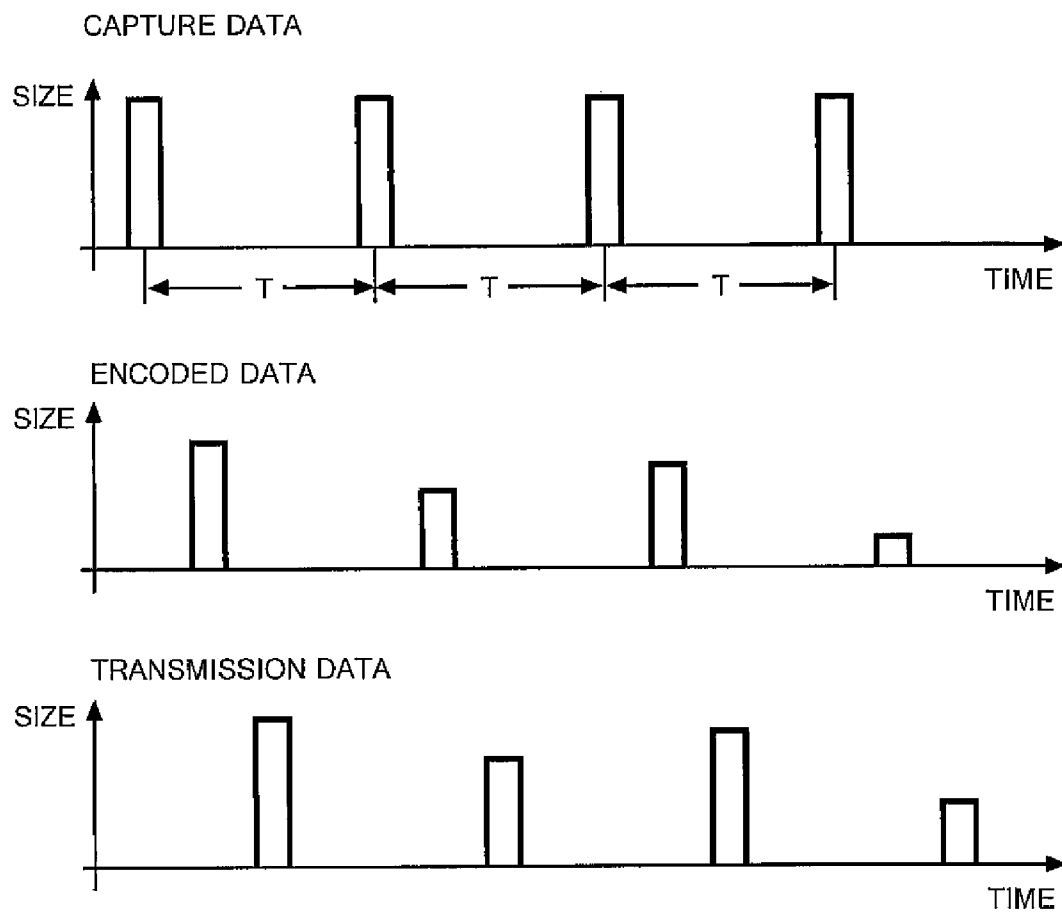 CAPTURE DATA
SIZE
T T T
TIME
ENCODED DATA
SIZE
TIME
TRANSMISSION DATA
SIZE
TIME